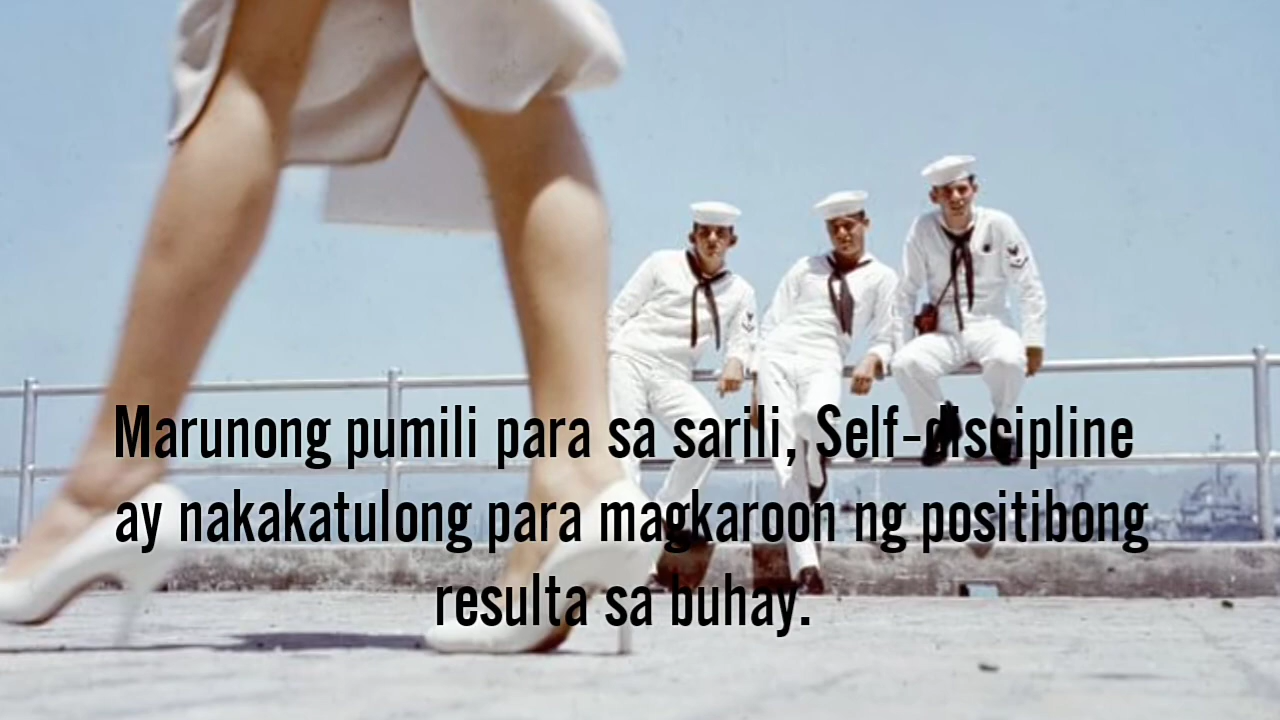 Marunong pumili para sa sarili, Self-discipline
ay nakakatulong para magkaroon ng positibong
resulta sa buhay.